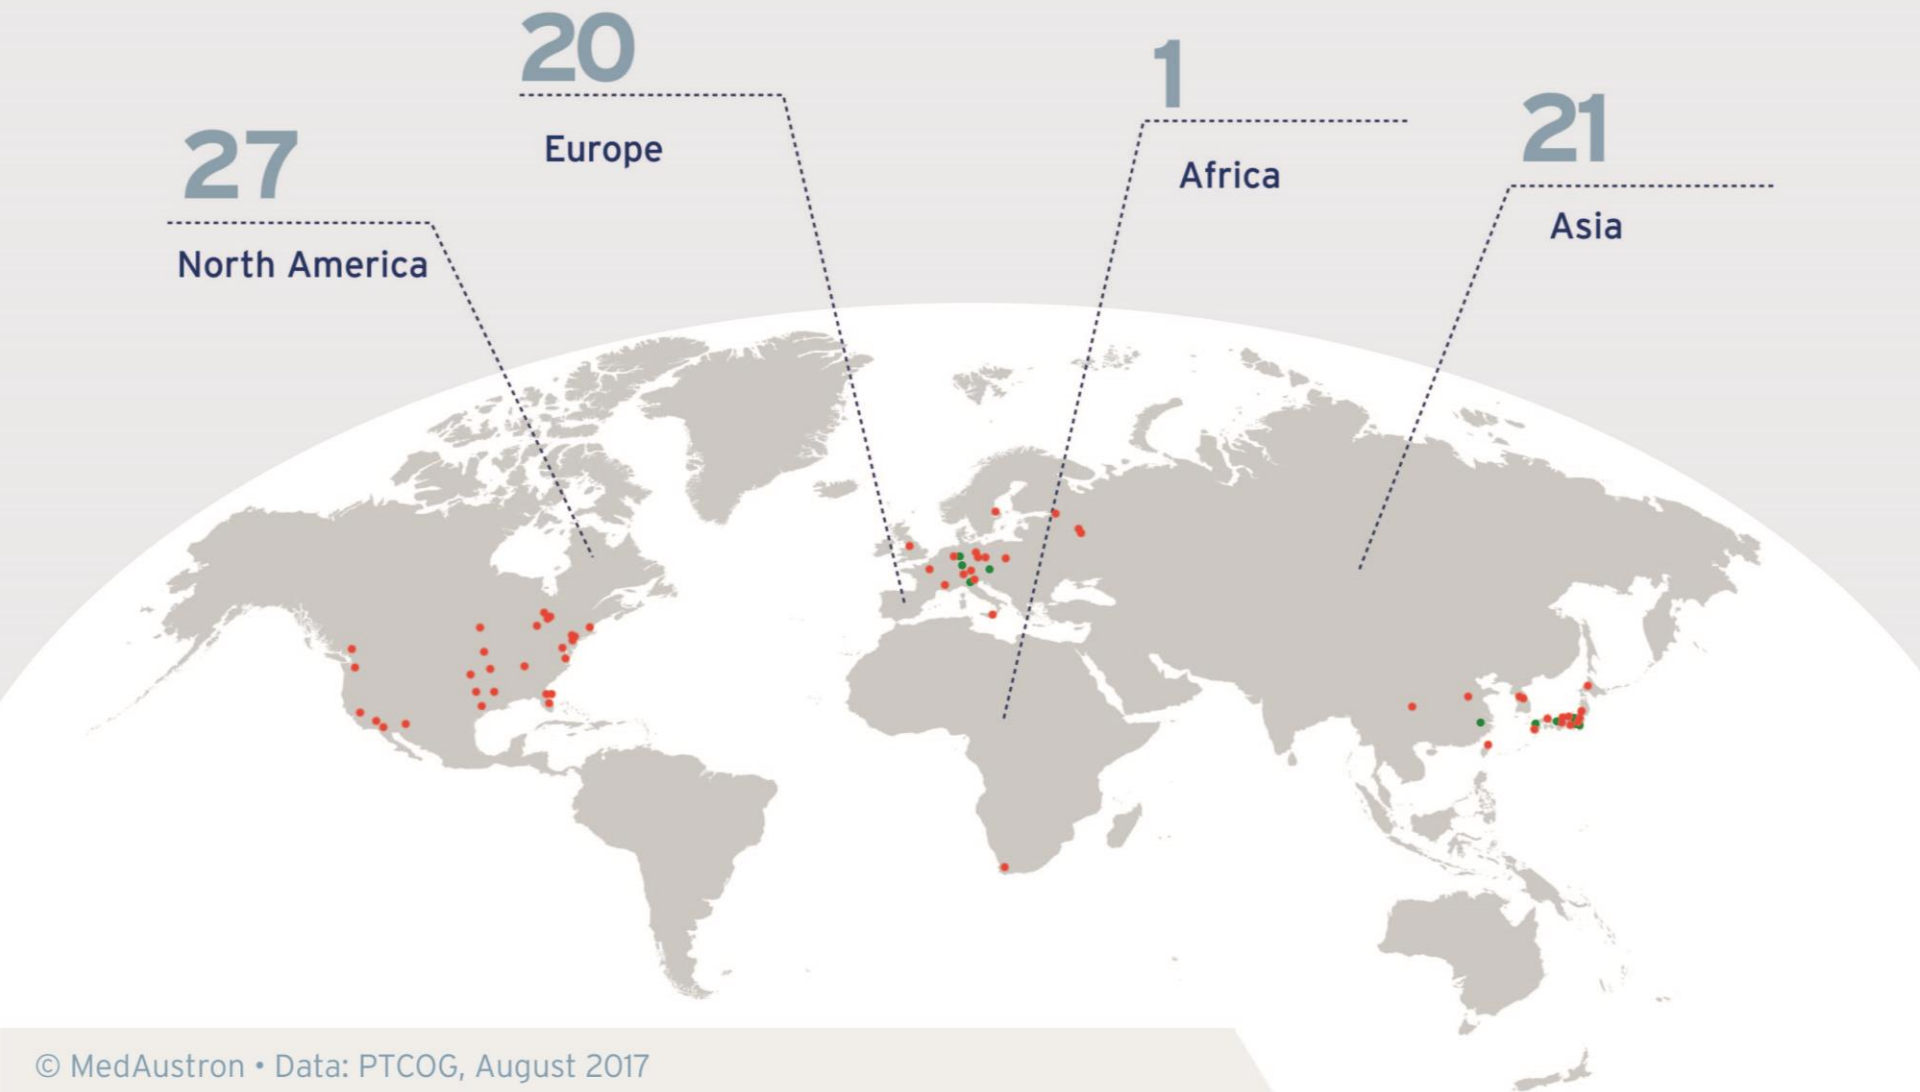 20
Europe
1
Africa
21
Asia
27
North America
© MedAustron • Data: PTCOG, August 2017